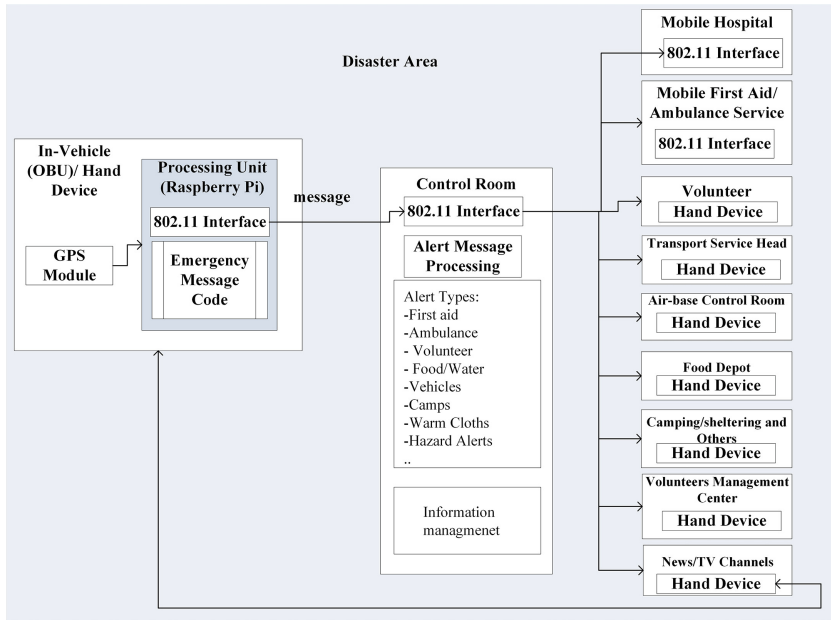 Disaster Area
In-Vehicle
(OBU)/ Hand
Device
Processing Unit
(Raspberry Pi)
802.11 Interface
GPS
Module
Emergency
Message
Code
message
Control Room
802.11 Interface
Alert Message
Processing
Alert Types:
-First aid
-Ambulance
- Volunteer
- Food/Water
-Vehicles
-Camps
-Warm Cloths
-Hazard Alerts
..
Information
managmenet
Mobile Hospital
802.11 Interface
Mobile First Aid/
Ambulance Service
802.11 Interface
Volunteer
Hand Device
Transport Service Head
Hand Device
Air-base Control Room
Hand Device
Food Depot
Hand Device
Camping/sheltering and
Others
Hand Device
Volunteers Management
Center
Hand Device
News/TV Channels
Hand Device